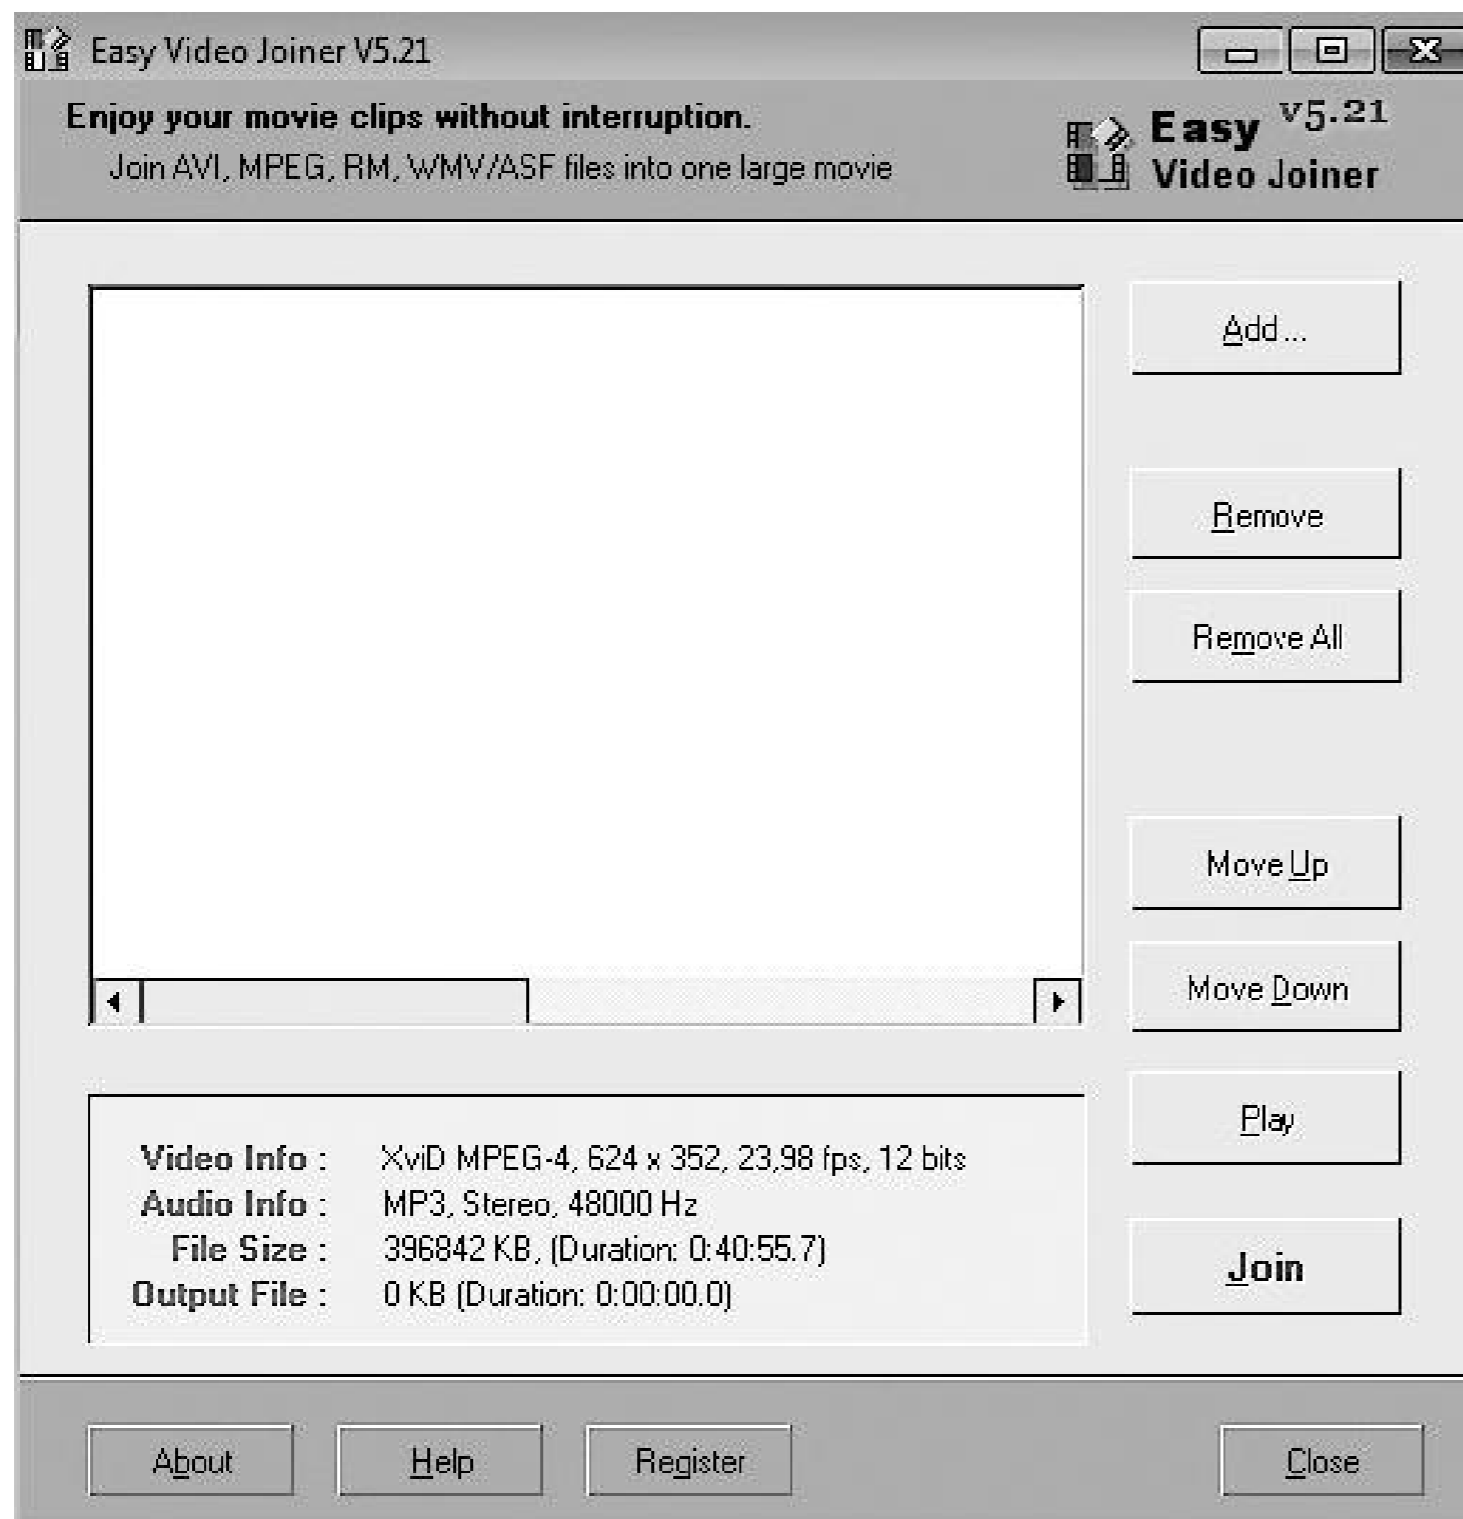 Easy Video Joiner V5.21
Enjoy your movie clips without interruption.
Join AVI, MPEG, RM, WMV/ASF files into one large movie
Easy v5.21
Video Joiner
Add ...
Remove
Remove All
Move Up
Move Down
Play
Join
Video Info : XviD MPEG-4, 624 x 352, 23,98 fps, 12 bits
Audio Info : MP3, Stereo, 48000 Hz
File Size : 396842 KB, (Duration: 0:40:55.7)
Output File : 0 KB (Duration: 0:00:00.0)
About
Help
Register
Close